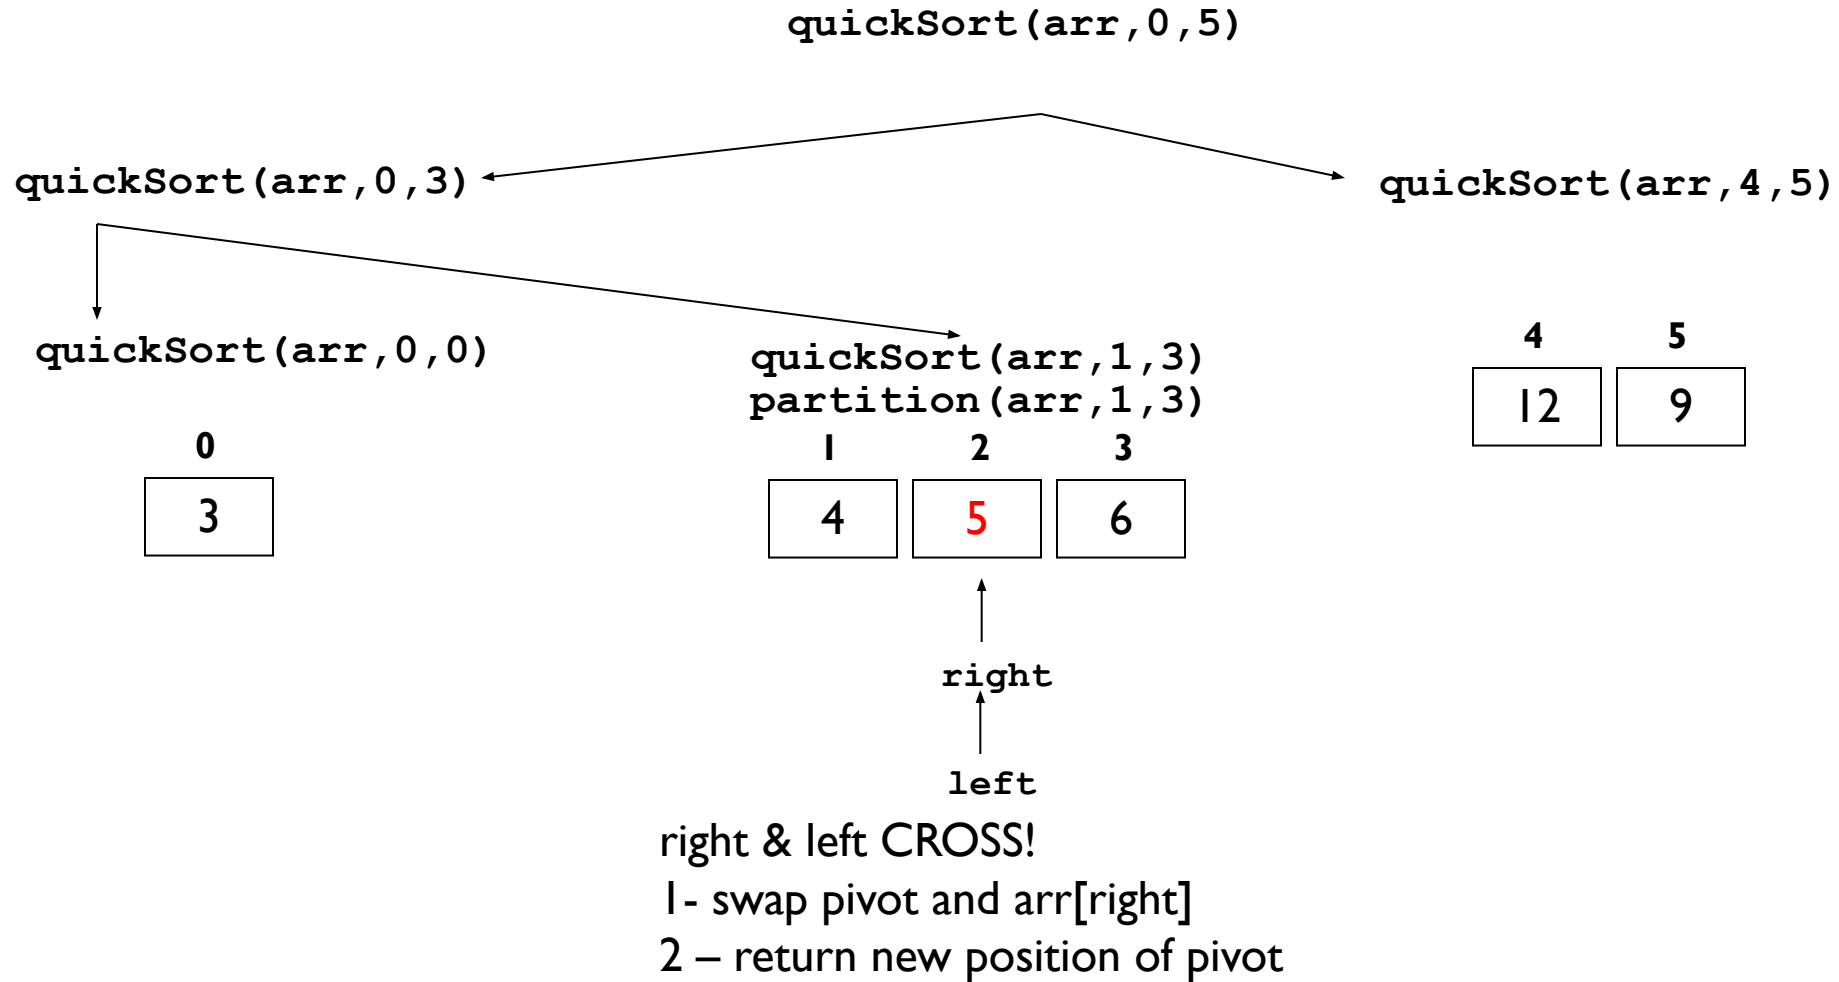 quickSort(arr,0,5)
quickSort(arr,0,3)
quickSort(arr,4,5)
quickSort(arr,0,0)
quickSort(arr,1,3)
partition(arr,1,3)
4 5
12 9
0
3
1 2 3
4 5 6
right
left
right & left CROSS!
1- swap pivot and arr[right]
2 – return new position of pivot